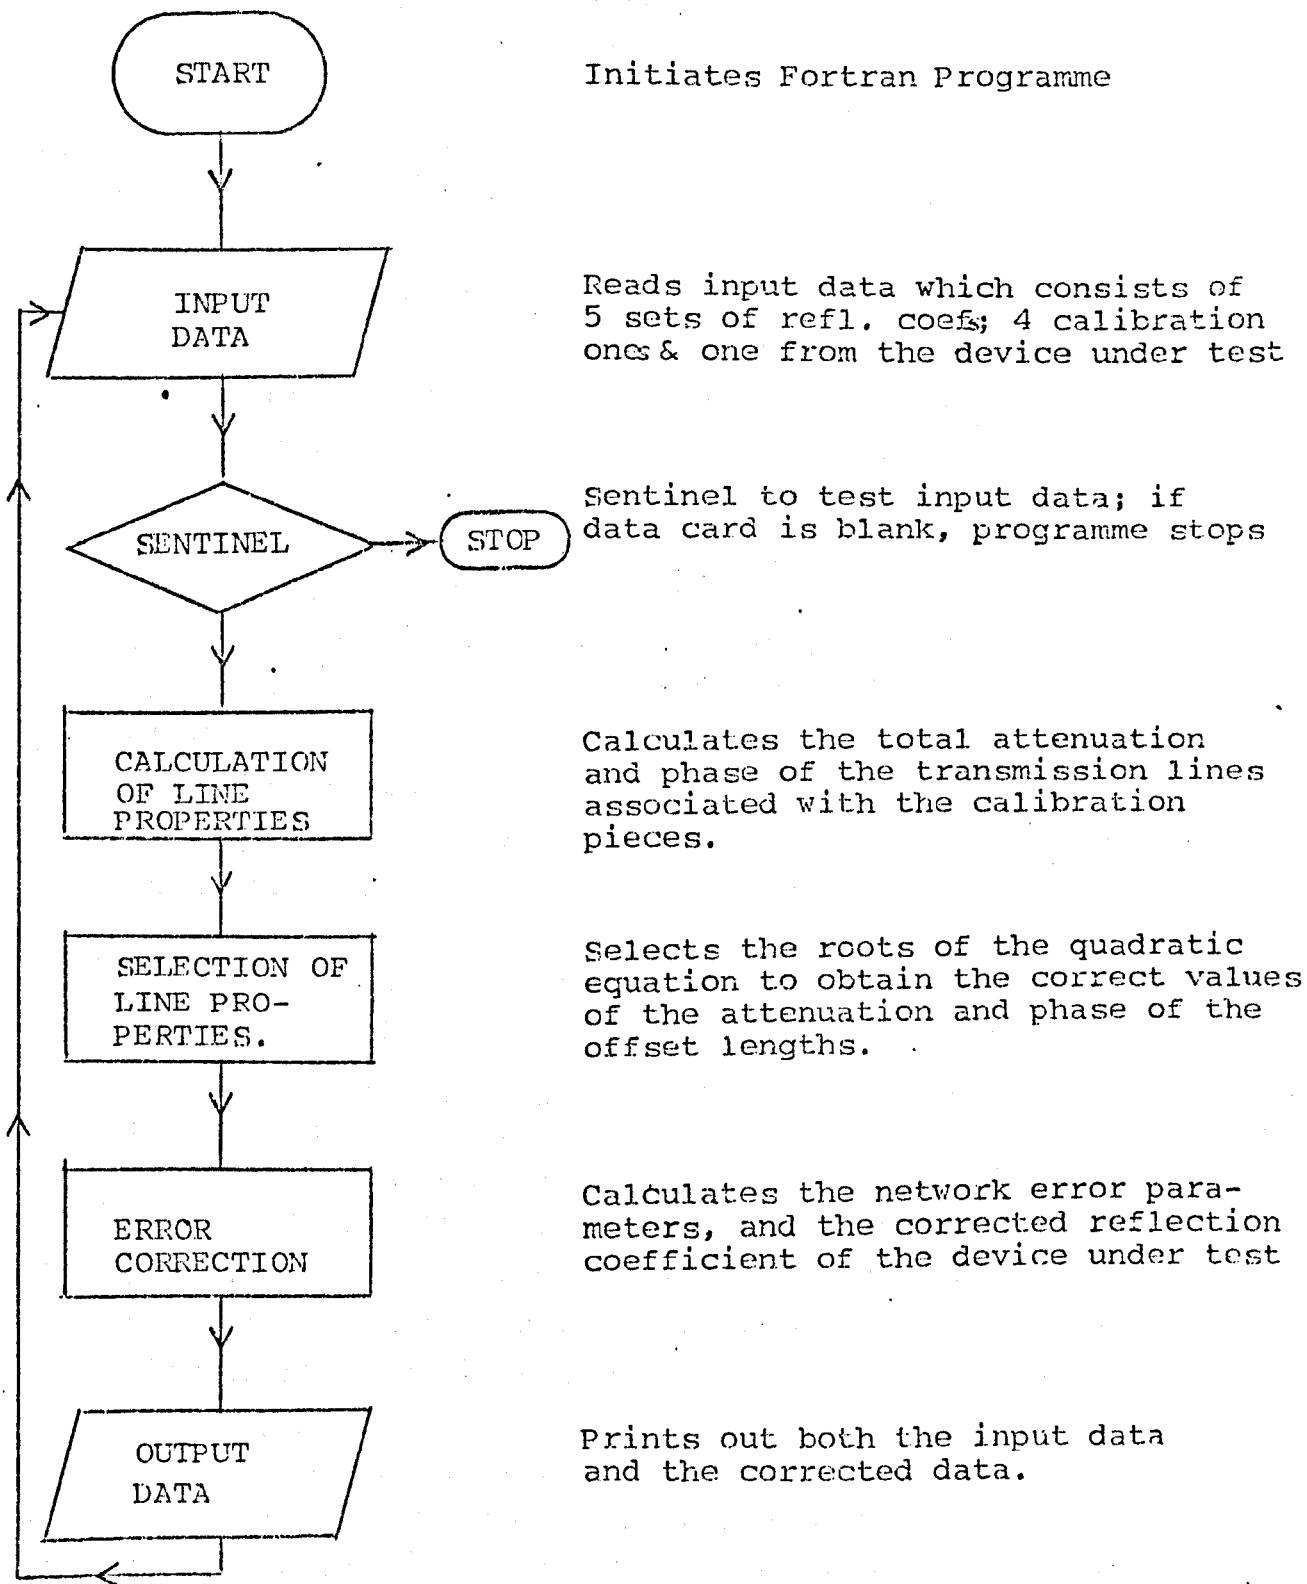 START
Initiates Fortran Programme
INPUT
DATA
Reads input data which consists of
5 sets of refl. coefs; 4 calibration
ones & one from the device under test
SENTINEL
STOP
Sentinel to test input data; if
data card is blank, programme stops
CALCULATION
OF LINE
PROPERTIES
Calculates the total attenuation
and phase of the transmission lines
associated with the calibration
pieces.
SELECTION OF
LINE PRO-
PERTIES.
Selects the roots of the quadratic
equation to obtain the correct values
of the attenuation and phase of the
offset lengths.
ERROR
CORRECTION
Calculates the network error para-
meters, and the corrected reflection
coefficient of the device under test
OUTPUT
DATA
Prints out both the input data
and the corrected data.